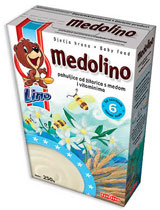 Dječja hrana • Baby food
medolino
pahuljice od žitarica s medom
i vitaminima
Lino
6
250g